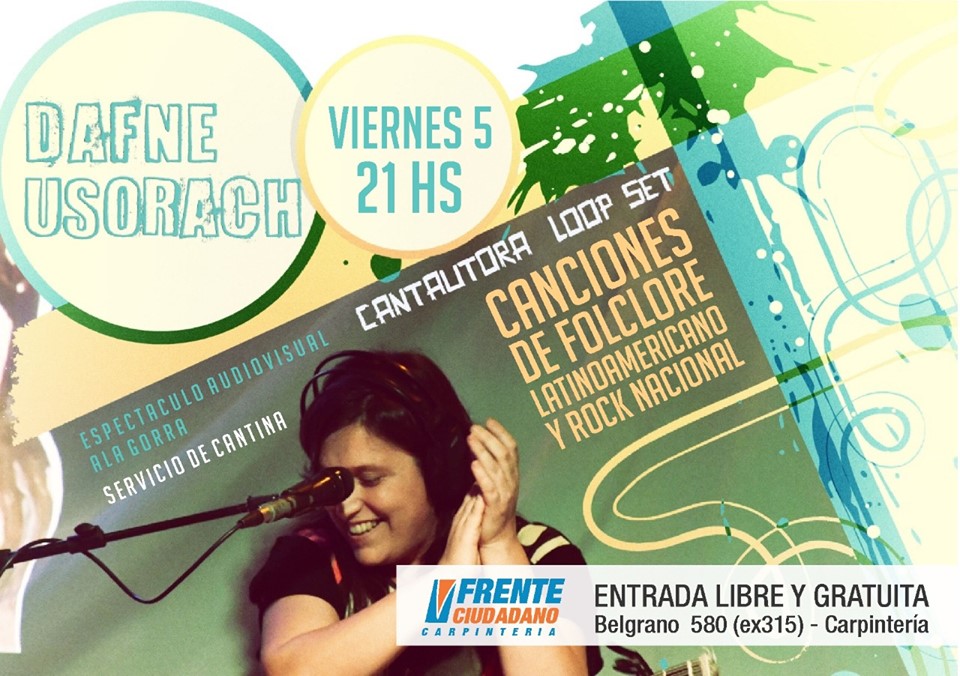 DAFNE
USORACH
VIERNES 5
21 HS
CANTAUTORA LOOP SET
CANCIONES
DE FOLCLORE
LATINOAMERICANO
Y ROCK NACIONAL
ESPECTACULO AUDIOVISUAL
ALA GORRA
SERVICIO DE CANTINA
FRENTE
CIUDADANO
CARPINTERIA
ENTRADA LIBRE Y GRATUITA
Belgrano 580 (ex315) - Carpintería